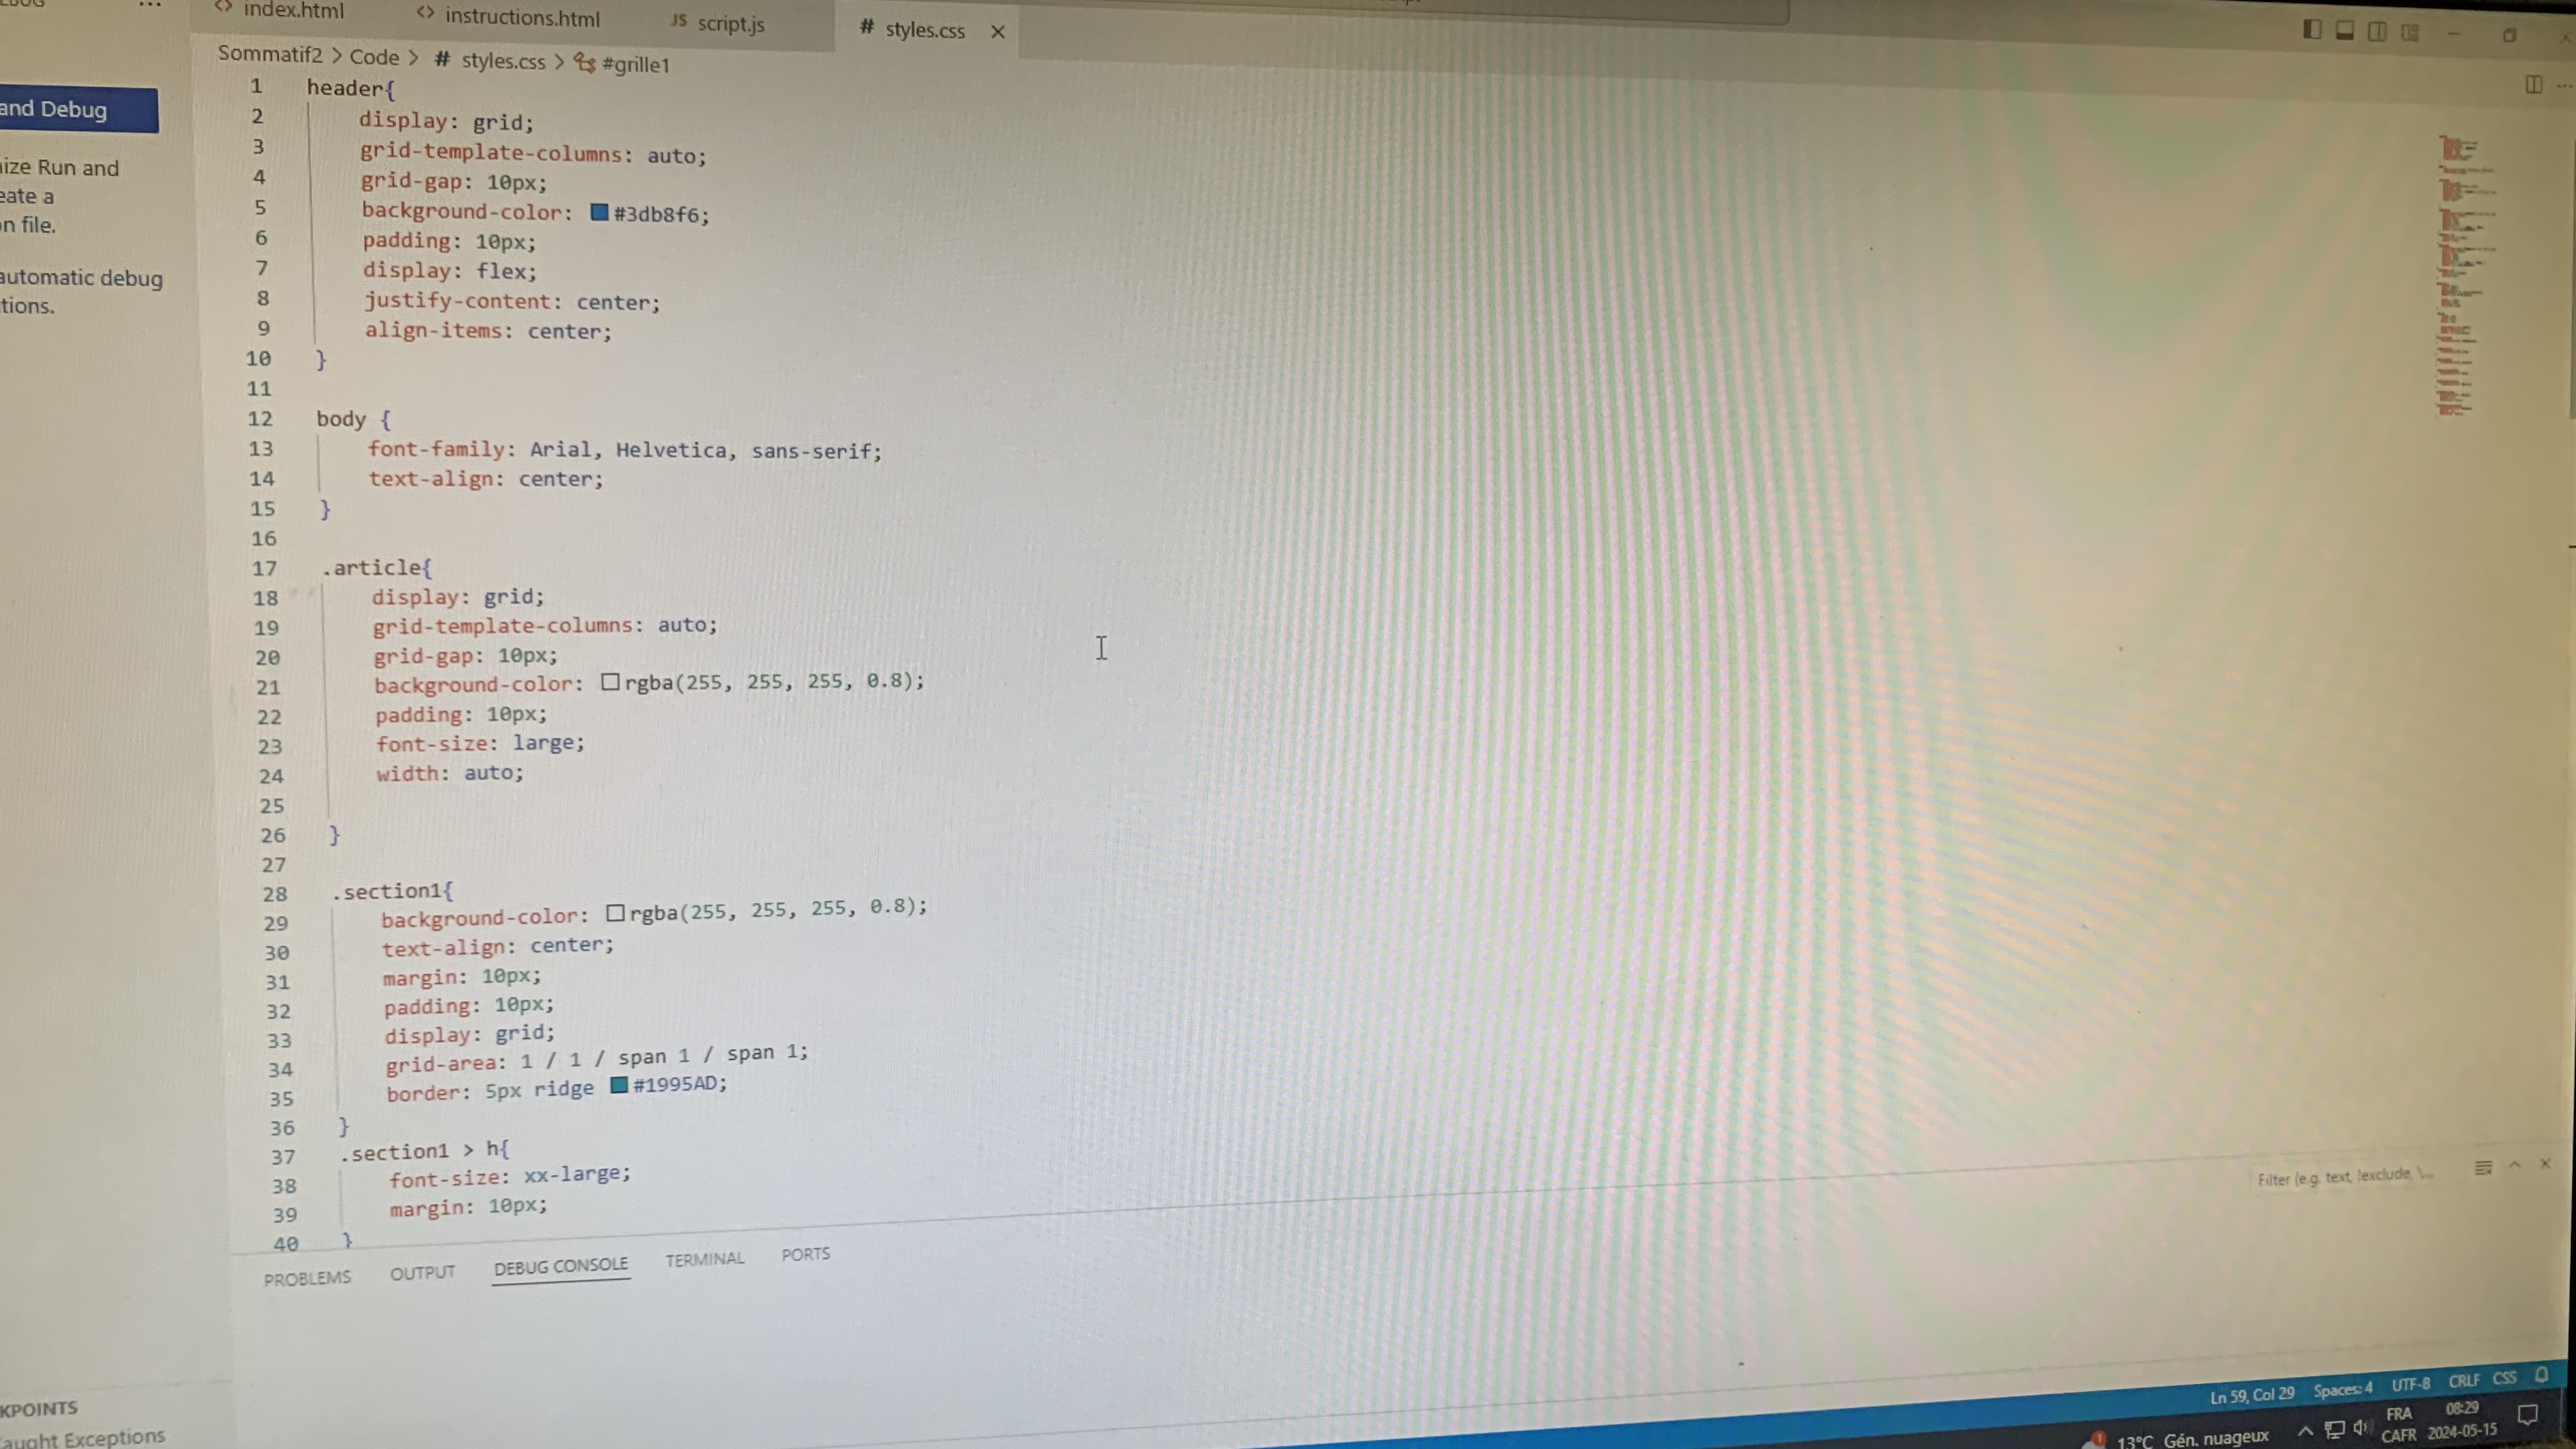 <> index.html <> instructions.html JS script.js # styles.css ×
Sommatif2 > Code > # styles.css > #grille1
and Debug
ize Run and
eate a
n file.
automatic debug
tions.
1 header{
2 display: grid;
3 grid-template-columns: auto;
4 grid-gap: 10px;
5 background-color: #3db8f6;
6 padding: 10px;
7 display: flex;
8 justify-content: center;
9 align-items: center;
10 }
11
12 body {
13 font-family: Arial, Helvetica, sans-serif;
14 text-align: center;
15 }
16
17 .article{
18 display: grid;
19 grid-template-columns: auto;
20 grid-gap: 10px;
21 background-color: rgba(255, 255, 255, 0.8);
22 padding: 10px;
23 font-size: large;
24 width: auto;
25
26 }
27
28 .section1{
29 background-color: rgba(255, 255, 255, 0.8);
30 text-align: center;
31 margin: 10px;
32 padding: 10px;
33 display: grid;
34 grid-area: 1 / 1 / span 1 / span 1;
35 border: 5px ridge #1995AD;
36 }
37 .section1 > h{
38 font-size: xx-large;
39 margin: 10px;
40 }
PROBLEMS OUTPUT DEBUG CONSOLE TERMINAL PORTS
Filter (e.g. text, !exclude, \...
KPOINTS
aught Exceptions
Ln 59, Col 29 Spaces: 4 UTF-8 CRLF CSS
13°C Gén. nuageux
FRA
CAFR
08:29
2024-05-15